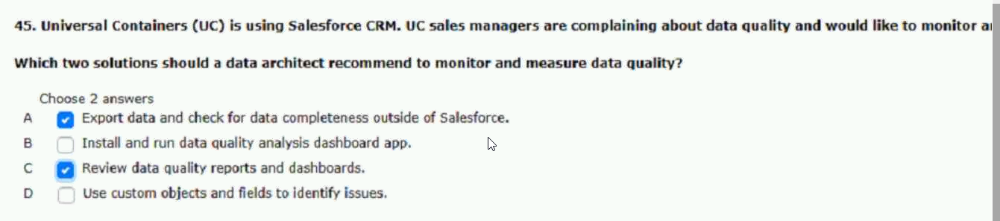 45. Universal Containers (UC) is using Salesforce CRM. UC sales managers are complaining about data quality and would like to monitor
Which two solutions should a data architect recommend to monitor and measure data quality?
Choose 2 answers
A Export data and check for data completeness outside of Salesforce.
B Install and run data quality analysis dashboard app.
C Review data quality reports and dashboards.
D Use custom objects and fields to identify issues.